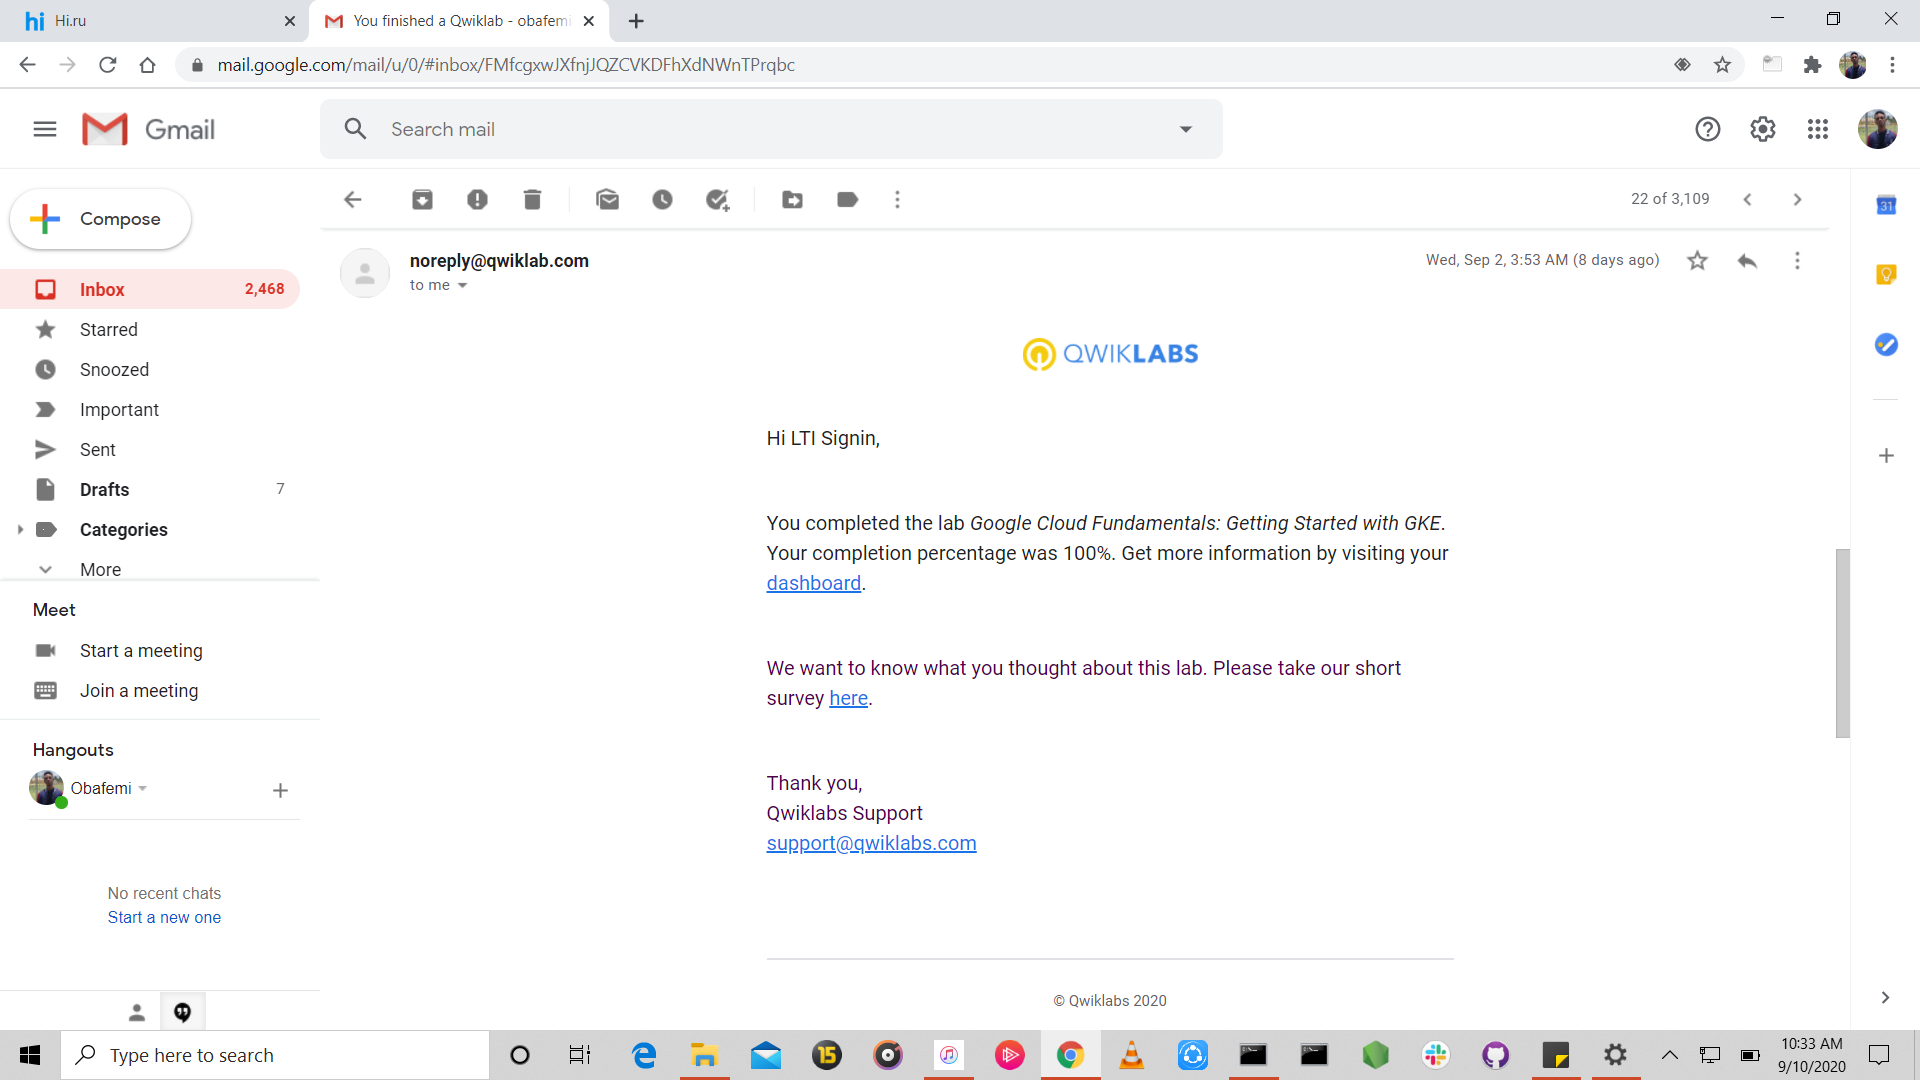 hi Hi.ru
You finished a Qwiklab - obafemi
mail.google.com/mail/u/0/#inbox/FMfcgxwJXfnjJQZCVKDFhXdNWnTPrqbc
Gmail
Search mail
Compose
22 of 3,109
31
noreply@qwiklab.com
Wed, Sep 2, 3:53 AM (8 days ago)
to me
Inbox 2,468
Starred
Snoozed
Important
Sent
Drafts 7
Categories
More
QWIKLABS
Hi LTI Signin,
You completed the lab Google Cloud Fundamentals: Getting Started with GKE.
Your completion percentage was 100%. Get more information by visiting your
dashboard.
We want to know what you thought about this lab. Please take our short
survey here.
Thank you,
Qwiklabs Support
support@qwiklabs.com
© Qwiklabs 2020
Meet
Start a meeting
Join a meeting
Hangouts
Obafemi
No recent chats
Start a new one
Type here to search
15
10:33 AM
9/10/2020